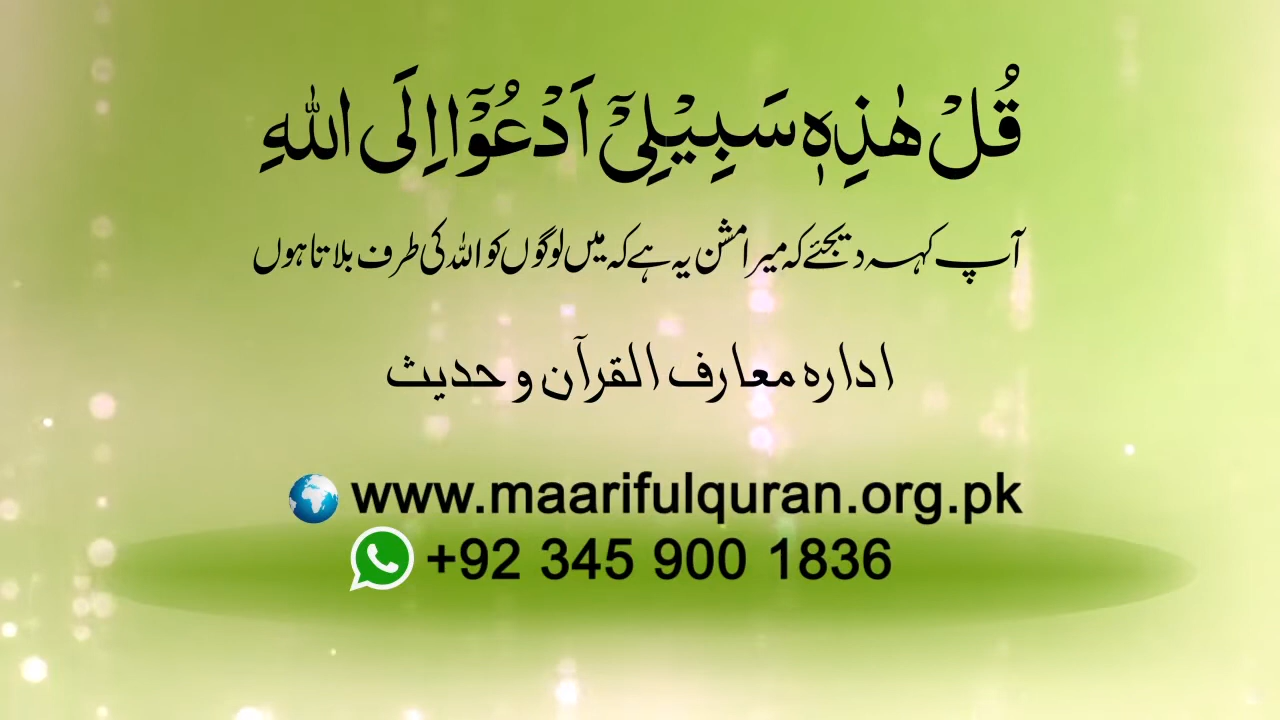 قُلْ هٰذِهٖ سَبِيْلِيْٓ اَدْعُوْٓا اِلَى اللهِ
آپ کہہ دیجئے کہ میرا مشن یہ ہے کہ میں لوگوں کو اللہ کی طرف بلاتا ہوں
ادارہ معارف القرآن و حدیث
www.maarifulquran.org.pk
+92 345 900 1836